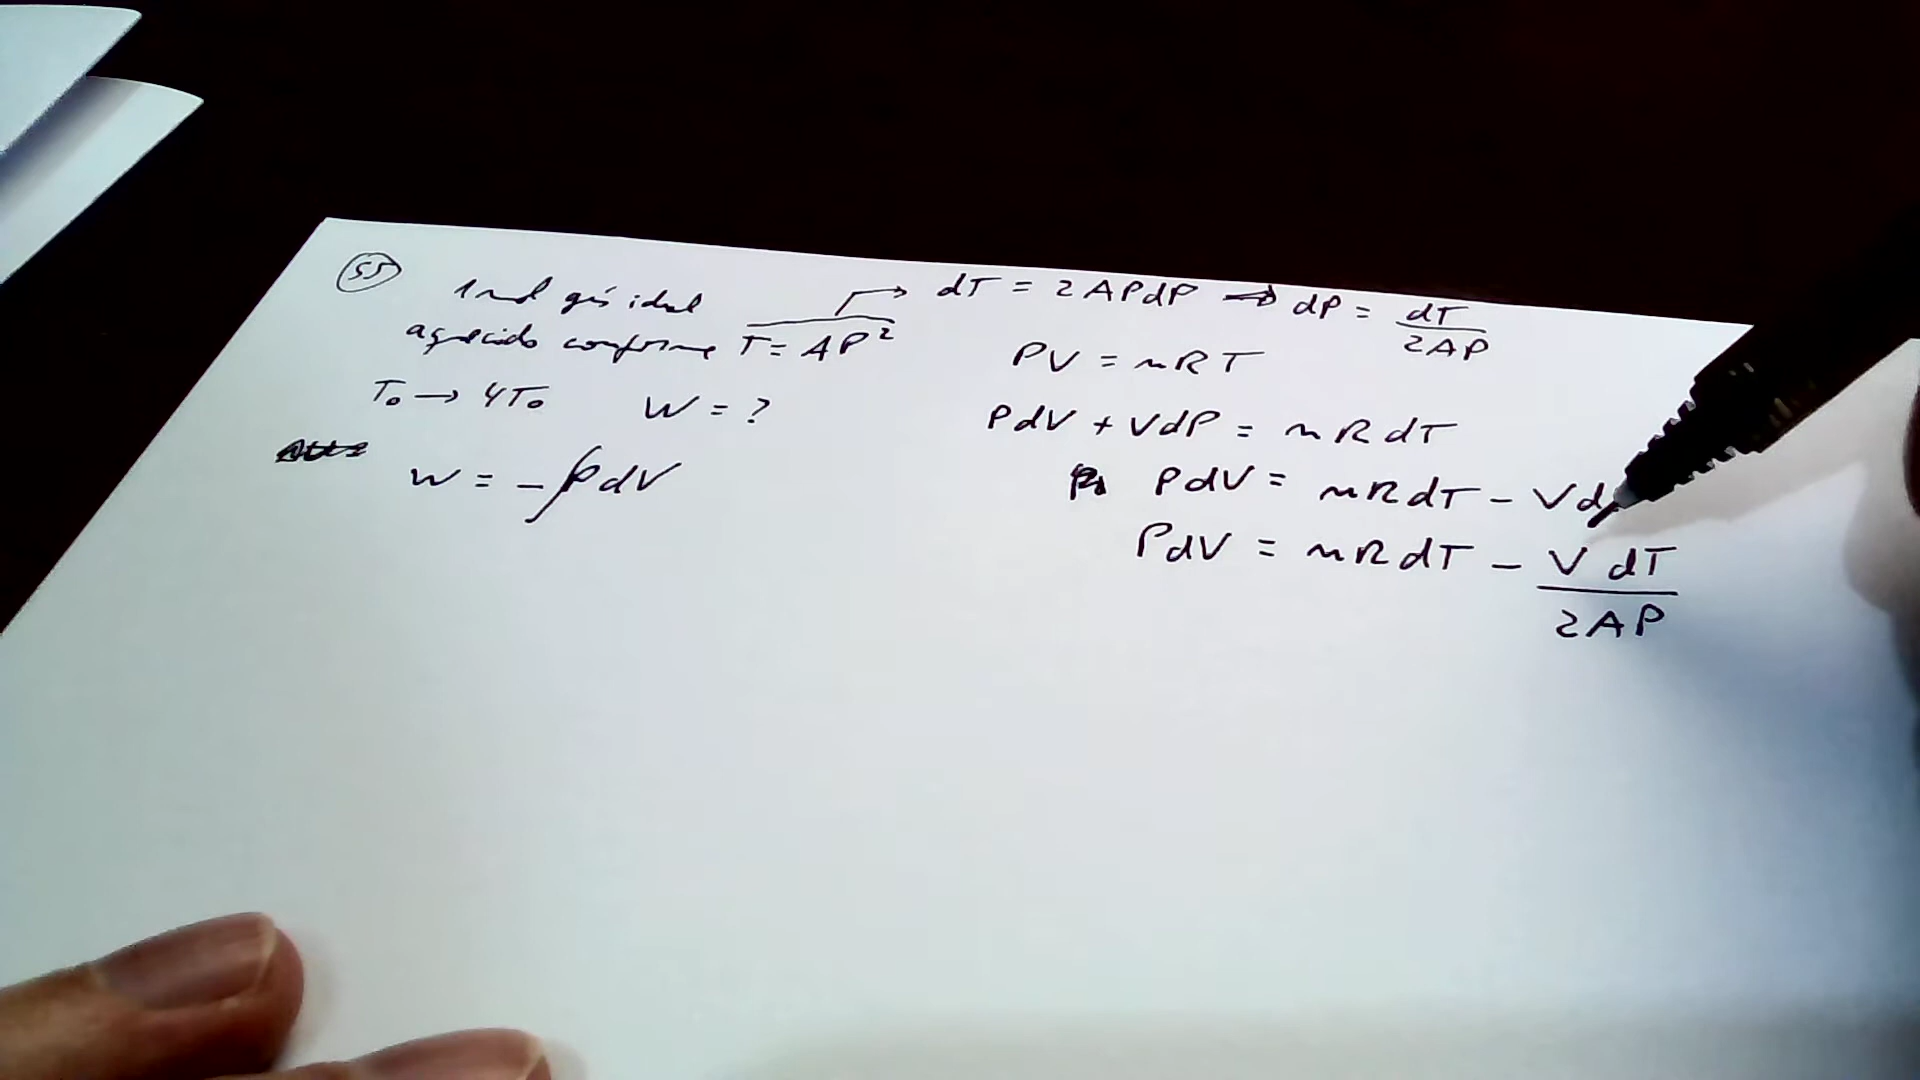 55
1 mol gás ideal
aquecido conforme T = AP²
T₀ → 4T₀ W = ?
W = -∫PdV
dT = 2APdP ⇒ dP = dT/2AP
PV = nRT
PdV + VdP = nRdT
PdV = nRdT - Vd
PdV = nRdT - V dT/2AP